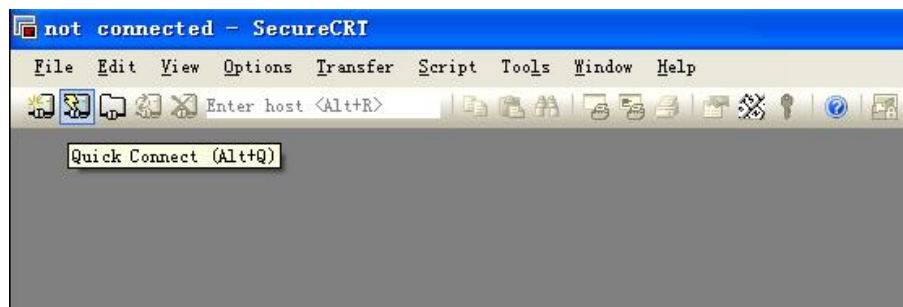 not connected - SecureCRT
File Edit View Options Transfer Script Tools Window Help
Enter host <Alt+R>
Quick Connect (Alt+Q)